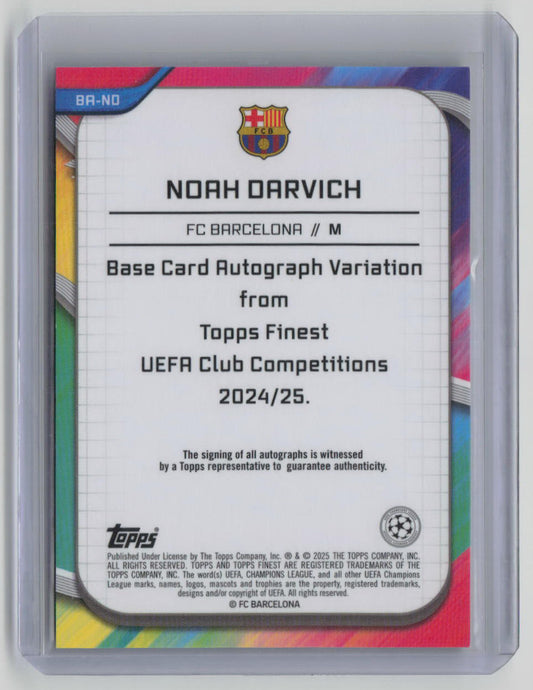 BA-ND
FCB
NOAH DARVICH
FC BARCELONA // M
Base Card Autograph Variation
from
Topps Finest
UEFA Club Competitions
2024/25.
The signing of all autographs is witnessed
by a Topps representative to guarantee authenticity.
topps
Published Under License by The Topps Company, Inc. ® & © 2025 THE TOPPS COMPANY, INC.
ALL RIGHTS RESERVED. TOPPS AND TOPPS FINEST ARE REGISTERED TRADEMARKS OF THE
TOPPS COMPANY, INC. The word(s) UEFA, CHAMPIONS LEAGUE, and all other UEFA Champions
League marks, names, logos, mascots and trophies are the property, registered trademarks,
designs and/or copyright of UEFA. All rights reserved.
© FC BARCELONA